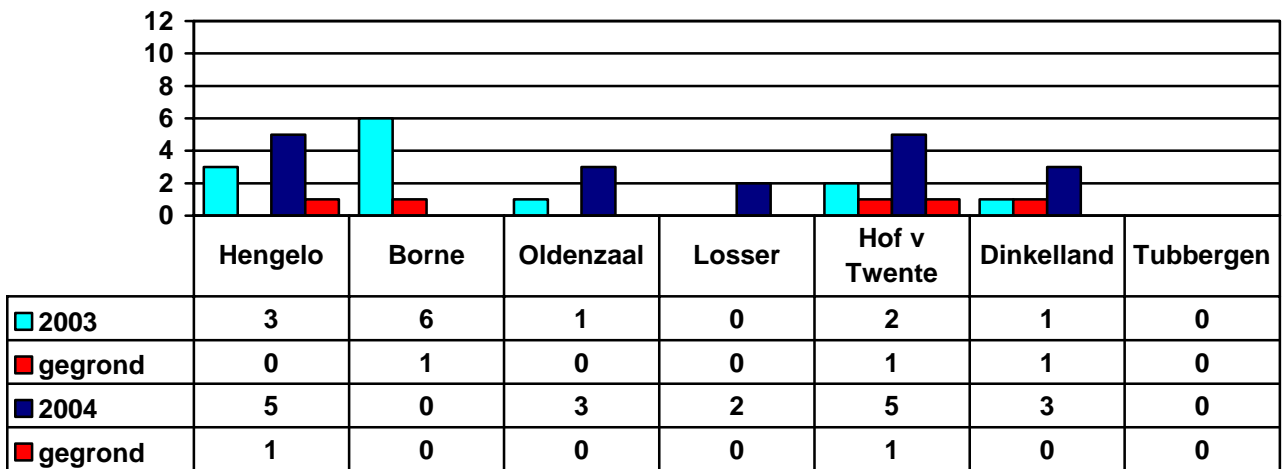 12
10
8
6
4
2
0
Hengelo Borne Oldenzaal Losser Hof v Twente Dinkelland Tubbergen
2003 3 6 1 0 2 1 0
gegrond 0 1 0 0 1 1 0
2004 5 0 3 2 5 3 0
gegrond 1 0 0 0 1 0 0